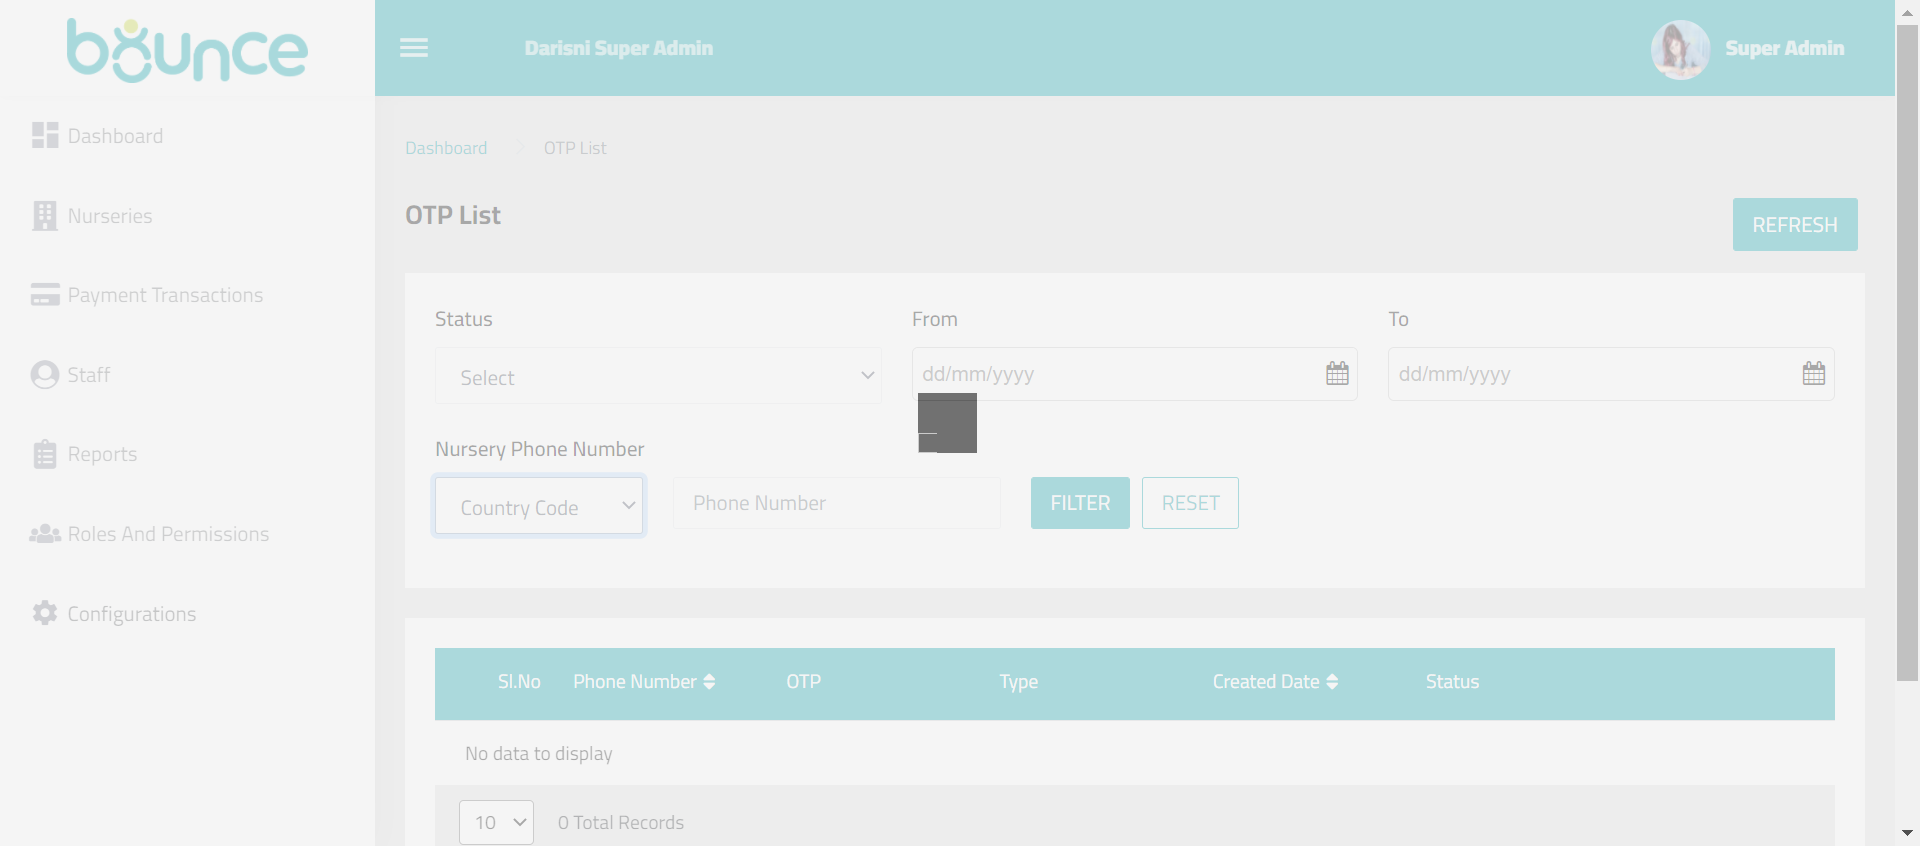 bounce
Darisni Super Admin
Super Admin
Dashboard
Nurseries
Payment Transactions
Staff
Reports
Roles And Permissions
Configurations
Dashboard
OTP List
OTP List
REFRESH
Status
From
To
Select
dd/mm/yyyy
dd/mm/yyyy
Nursery Phone Number
Country Code
Phone Number
FILTER
RESET
Sl.No
Phone Number
OTP
Type
Created Date
Status
No data to display
10
0 Total Records